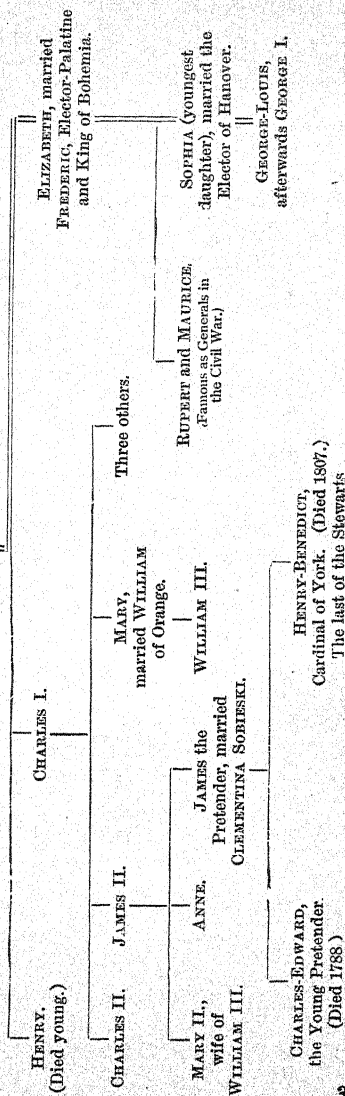 HENRY.
(Died young.)
CHARLES I.
ELIZABETH, married
FREDERIC, Elector-Palatine
and King of Bohemia.
CHARLES II.
JAMES II.
MARY,
married WILLIAM
of Orange.
Three others.
RUPERT and MAURICE.
(Famous as Generals in
the Civil War.)
SOPHIA (youngest
daughter), married the
Elector of Hanover.
MARY II.,
wife of
WILLIAM III.
ANNE.
JAMES the
Pretender, married
CLEMENTINA SOBIESKI.
WILLIAM III.
GEORGE-LOUIS,
afterwards GEORGE I.
CHARLES-EDWARD,
the Young Pretender
(Died 1788.)
HENRY-BENEDICT,
Cardinal of York. (Died 1807.)
The last of the Stewarts